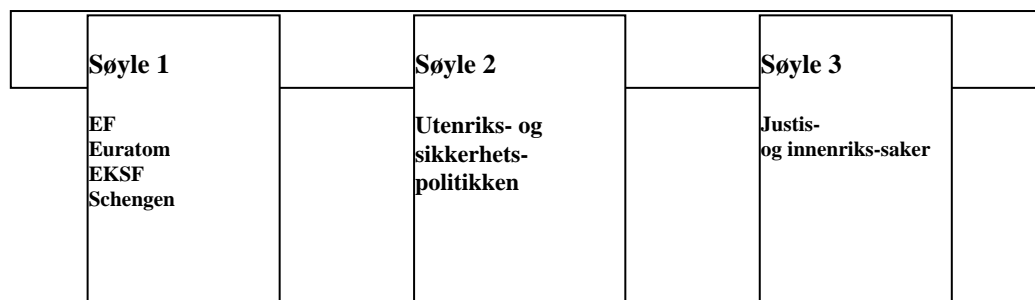 Søyle 1
EF
Euratom
EKSF
Schengen
Søyle 2
Utenriks- og
sikkerhets-
politikken
Søyle 3
Justis-
og innenriks-saker